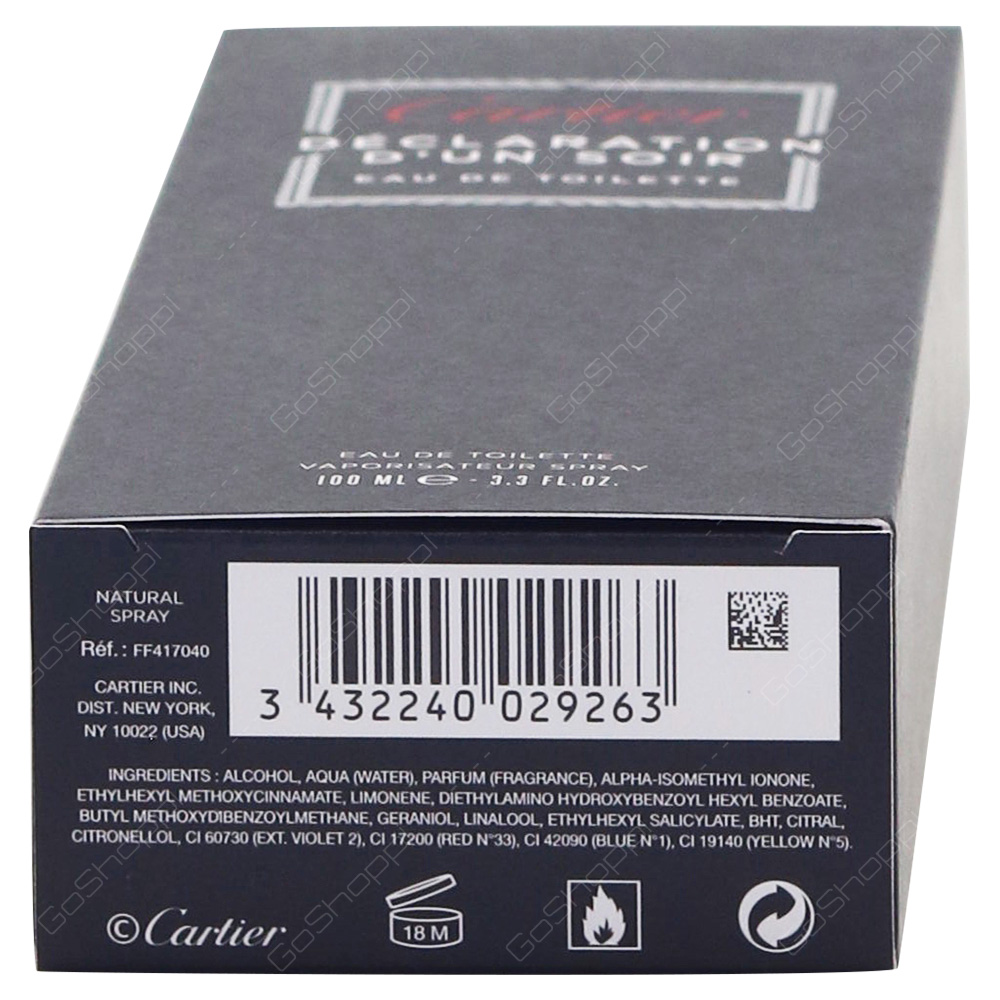 Cartier
DÉCLARATION
D'UN SOIR
EAU DE TOILETTE
EAU DE TOILETTE
VAPORISATEUR SPRAY
100 ML ℮ - 3.3 FL.OZ.
NATURAL
SPRAY
Réf. : FF417040
CARTIER INC.
DIST. NEW YORK,
NY 10022 (USA)
3 432240 029263
INGREDIENTS : ALCOHOL, AQUA (WATER), PARFUM (FRAGRANCE), ALPHA-ISOMETHYL IONONE,
ETHYLHEXYL METHOXYCINNAMATE, LIMONENE, DIETHYLAMINO HYDROXYBENZOYL HEXYL BENZOATE,
BUTYL METHOXYDIBENZOYLMETHANE, GERANIOL, LINALOOL, ETHYLHEXYL SALICYLATE, BHT, CITRAL,
CITRONELLOL, CI 60730 (EXT. VIOLET 2), CI 17200 (RED N°33), CI 42090 (BLUE N°1), CI 19140 (YELLOW N°5).
©Cartier
18 M
GoShoppi